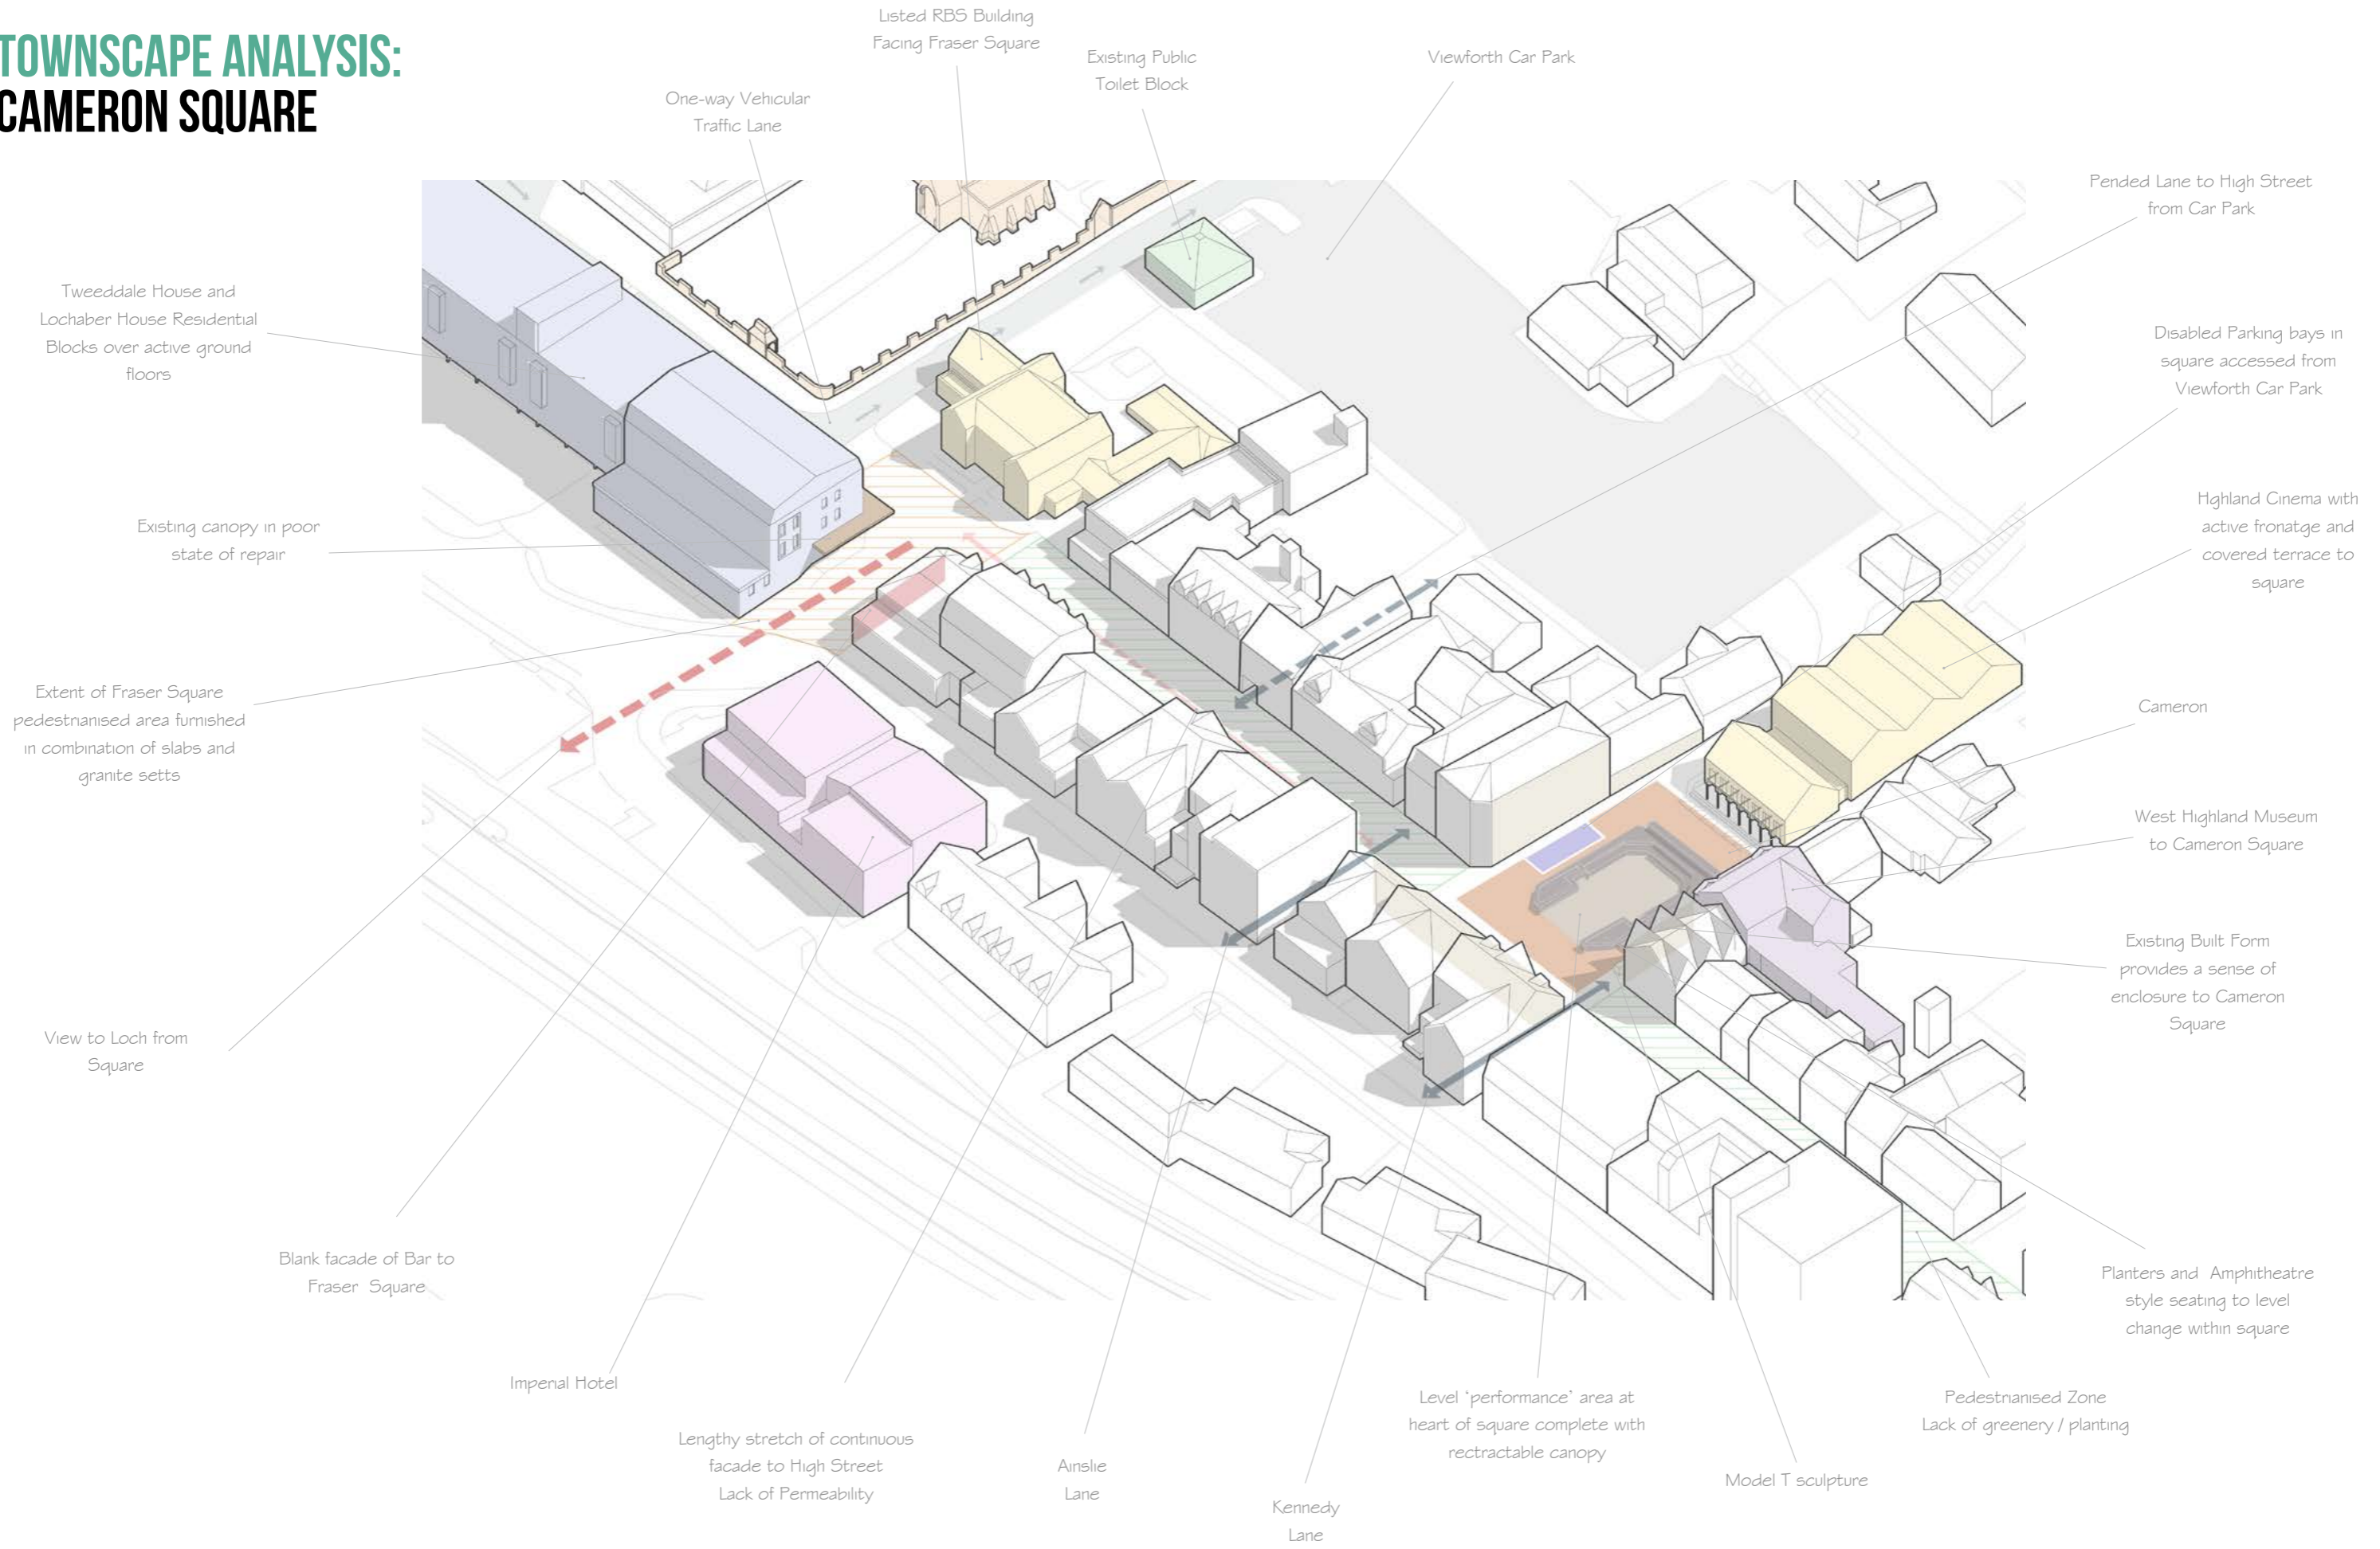 TOWNSCAPE ANALYSIS:
CAMERON SQUARE
Listed RBS Building
Facing Fraser Square
Existing Public
Toilet Block
Viewforth Car Park
One-way Vehicular
Traffic Lane
Pended Lane to High Street
from Car Park
Tweeddale House and
Lochaber House Residential
Blocks over active ground
floors
Disabled Parking bays in
square accessed from
Viewforth Car Park
Existing canopy in poor
state of repair
Hghland Cinema with
active fronatge and
covered terrace to
square
Extent of Fraser Square
pedestrianised area furnished
in combination of slabs and
granite setts
Cameron
West Highland Museum
to Cameron Square
Existing Built Form
provides a sense of
enclosure to Cameron
Square
View to Loch from
Square
Blank facade of Bar to
Fraser Square
Planters and Amphitheatre
style seating to level
change within square
Imperial Hotel
Lengthy stretch of continuous
facade to High Street
Lack of Permeability
Ainslie
Lane
Kennedy
Lane
Level 'performance' area at
heart of square complete with
rectractable canopy
Model T sculpture
Pedestrianised Zone
Lack of greenery / planting